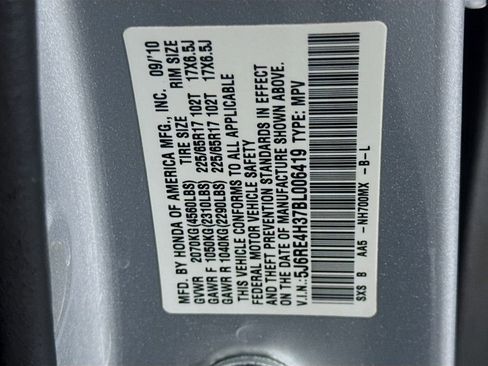 MFD. BY HONDA OF AMERICA MFG., INC. 09/'10
TIRE SIZE RIM SIZE
GVWR 2070KG(4560LBS)
GAWR F 1050KG(2310LBS) 225/65R17 102T 17X6.5J
GAWR R 1040KG(2290LBS) 225/65R17 102T 17X6.5J
THIS VEHICLE CONFORMS TO ALL APPLICABLE
FEDERAL MOTOR VEHICLE SAFETY
AND THEFT PREVENTION STANDARDS IN EFFECT
ON THE DATE OF MANUFACTURE SHOWN ABOVE.
V.I.N.: 5J6RE4H37BL006419 TYPE: MPV
SXS B AA5 -NH700MX -B-L